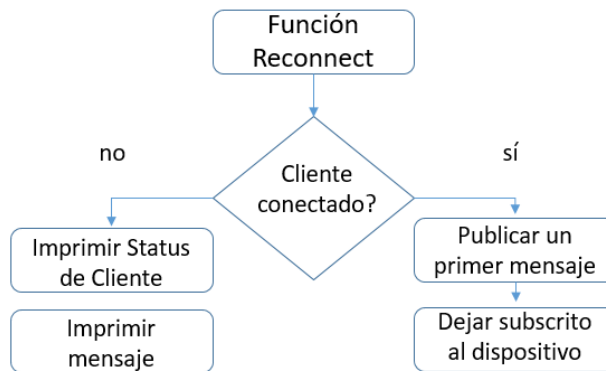 Función
Reconnect
no
sí
Cliente
conectado?
Imprimir Status
de Cliente
Publicar un
primer mensaje
Imprimir
mensaje
Dejar subscrito
al dispositivo